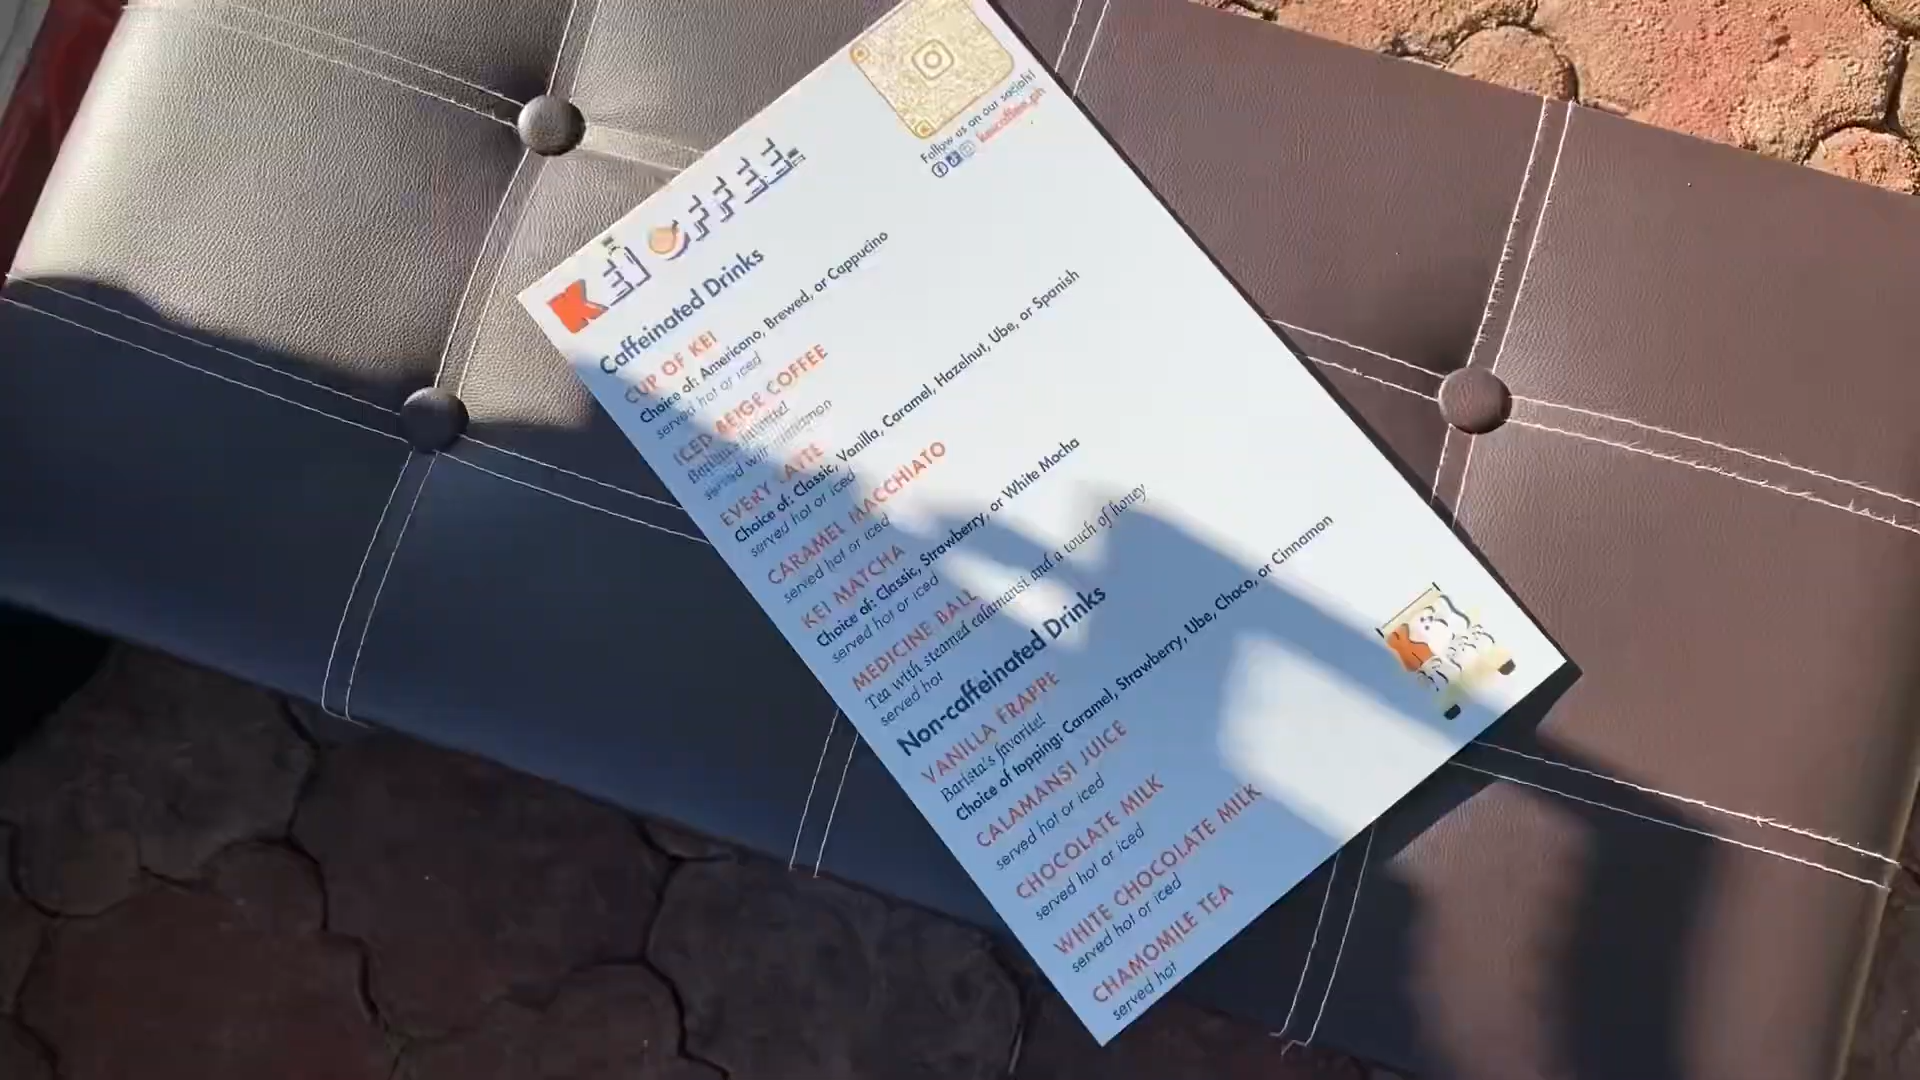 Kei COFFEE
Follow us on our socials!
keicoffee.ph
Caffeinated Drinks
CUP OF KEI
Choice of: Americano, Brewed, or Cappucino
served hot or iced
ICED BEIGE COFFEE
Barista's favorite!
served with cinnamon
EVERY LATTE
Choice of: Classic, Vanilla, Caramel, Hazelnut, Ube, or Spanish
served hot or iced
CARAMEL MACCHIATO
served hot or iced
KEI MATCHA
Choice of: Classic, Strawberry, or White Mocha
served hot or iced
MEDICINE BALL
Tea with steamed calamansi and a touch of honey
served hot
Non-caffeinated Drinks
VANILLA FRAPPE
Barista's favorite!
Choice of topping: Caramel, Strawberry, Ube, Choco, or Cinnamon
CALAMANSI JUICE
served hot or iced
CHOCOLATE MILK
served hot or iced
WHITE CHOCOLATE MILK
served hot or iced
CHAMOMILE TEA
served hot